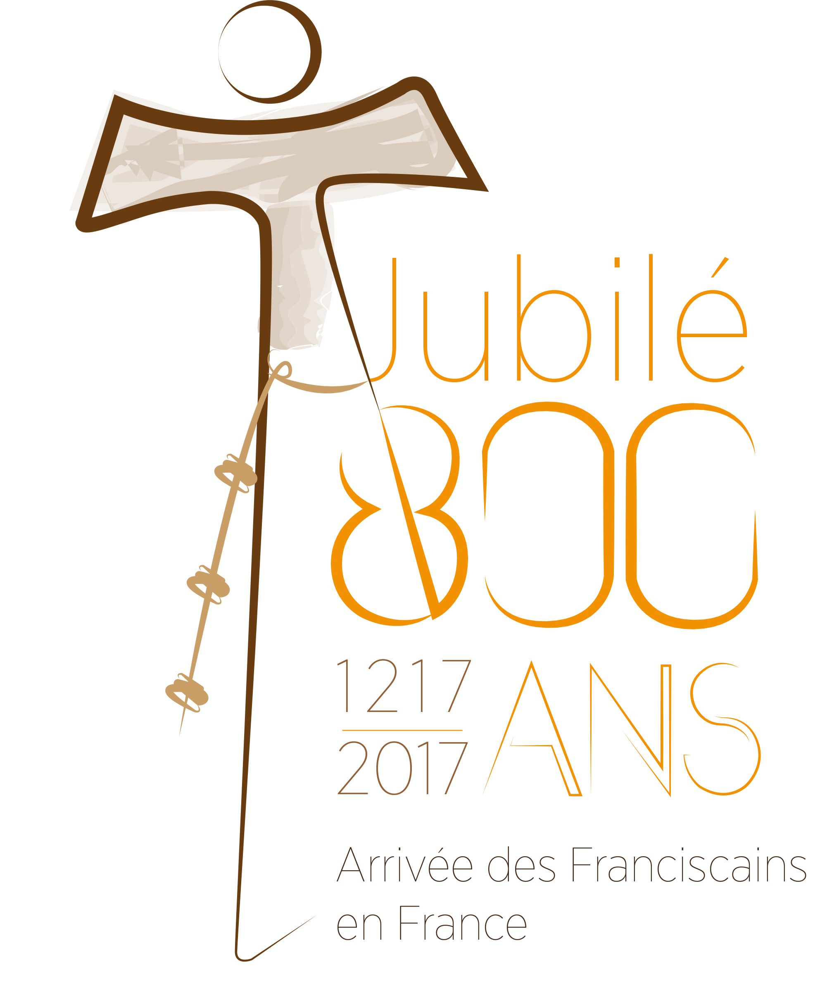 Jubilé
800
1217
2017
ANS
Arrivée des Franciscains
en France